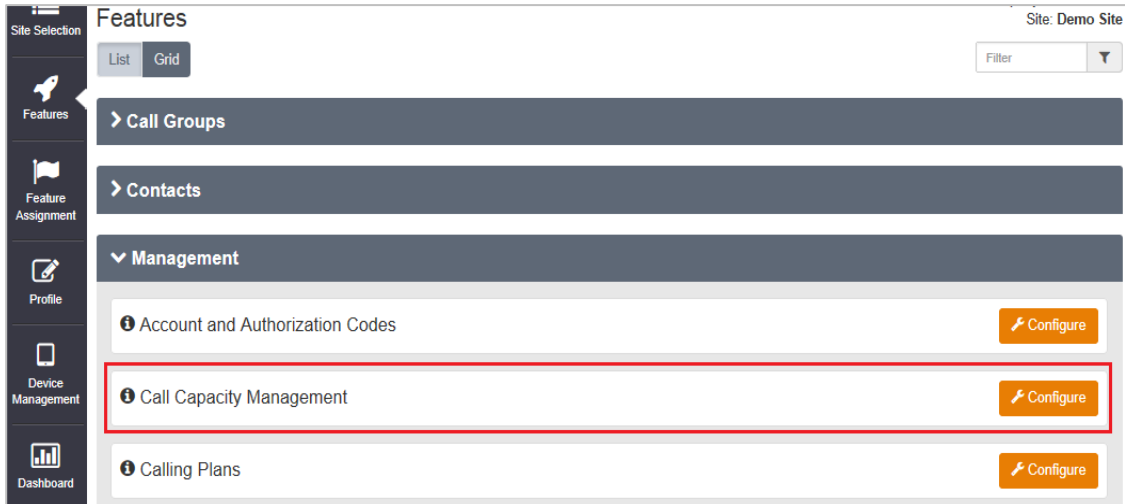 Site Selection
Features
Feature
Assignment
Profile
Device
Management
Dashboard
Features
Site: Demo Site
List Grid
Filter
Call Groups
Contacts
Management
Account and Authorization Codes
Configure
Call Capacity Management
Configure
Calling Plans
Configure